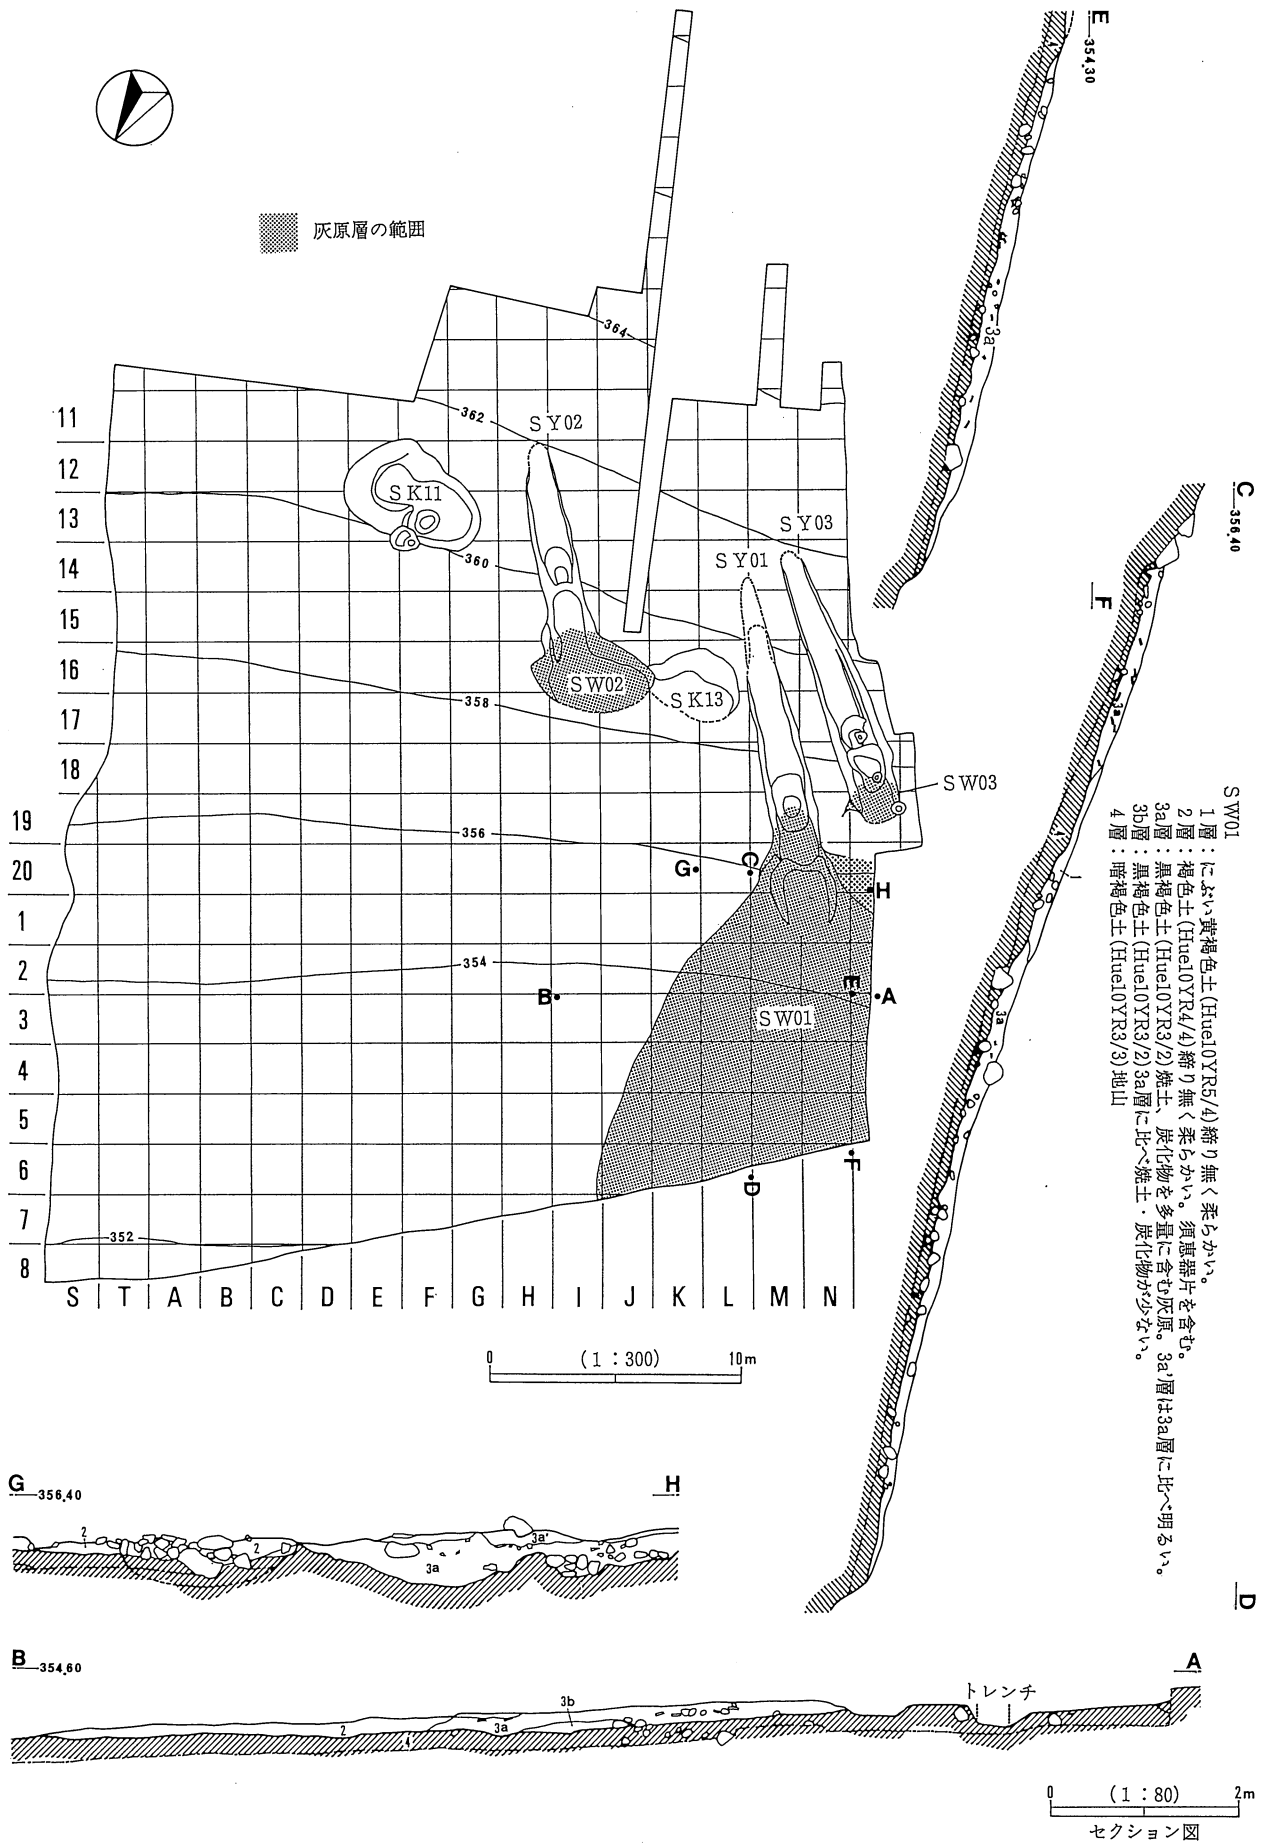 E
354.30
1
3a
灰原層の範囲
364
362
SY02
11
12
SK11
13
SY03
360
SY01
14
15
16
SW02
SK13
358
17
18
SW03
19
356
G
C
20
H
1
2
354
E
B
A
3
SW01
4
5
F
6
D
7
352
8
S T A B C D E F G H I J K L M N
0 (1:300) 10m
C
356.40
F
3a
1
1
3a
D
SW01
1層：にぶい黄褐色土(Hue10YR5/4)締り無く柔らかい。
2層：褐色土(Hue10YR4/4)締り無く柔らかい。須恵器片を含む。
3a層：黒褐色土(Hue10YR3/2)焼土、炭化物を多量に含む灰原。3a'層は3a層に比べ明るい。
3b層：黒褐色土(Hue10YR3/2)3a層に比べ焼土・炭化物が少ない。
4層：暗褐色土(Hue10YR3/3)地山
G
356.40
H
2
2
3a'
3a
B
354.60
A
トレンチ
3b
2
3a
1
4
0 (1:80) 2m
セクション図